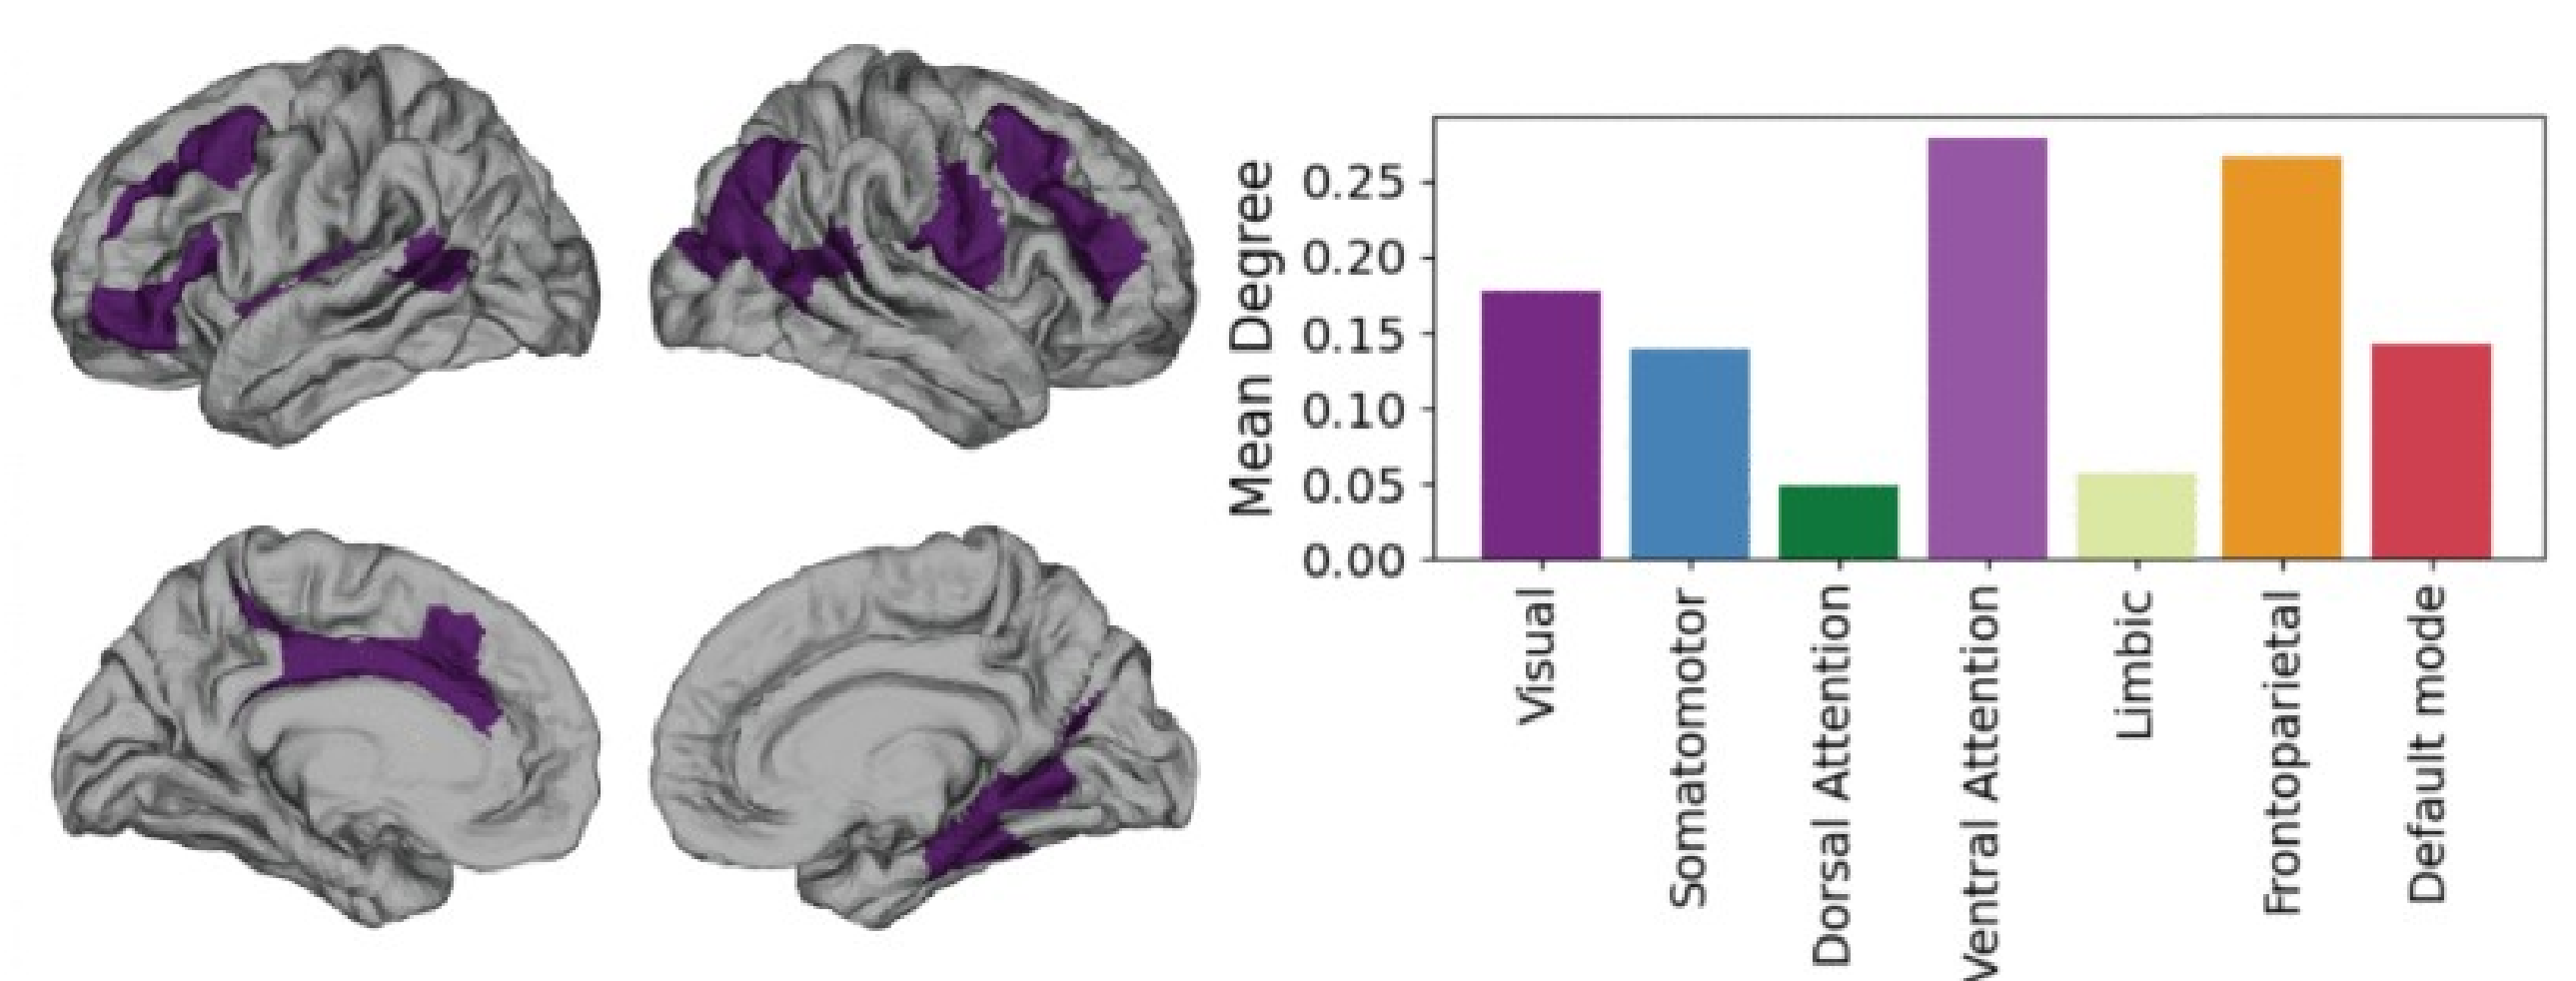 Mean Degree
0.25
0.20
0.15
0.10
0.05
0.00
Visual
Somatomotor
Dorsal Attention
Ventral Attention
Limbic
Frontoparietal
Default mode